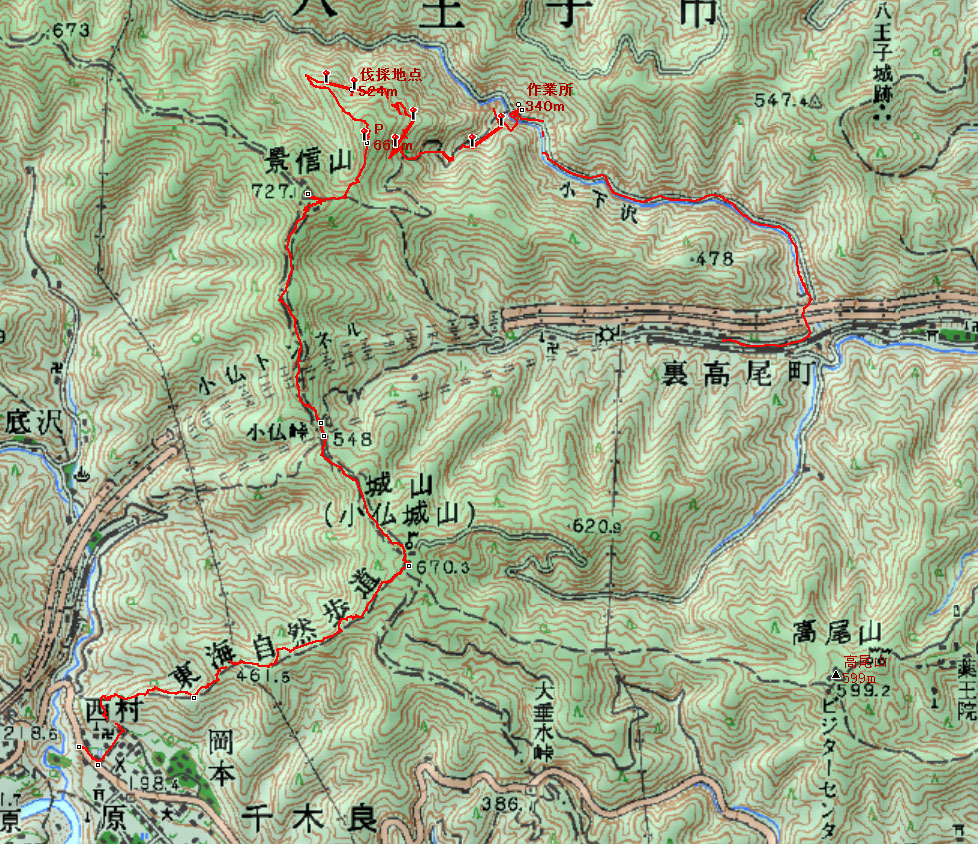 八王子市
673
八王子城跡
伐採地点
524m
作業所
340m
547.4
P
66 m
景信山
727.
小下沢
478
小仏トンネル
裏高尾町
底沢
小仏峠
548
城山
(小仏城山)
620.9
670.3
東海自然歩道
461.5
高尾山
高尾山
599m
599.2
薬王院
大垂水峠
ビジターセンタ
西村
218.6
岡本
198.4
原
千木良
386.
1.7
原